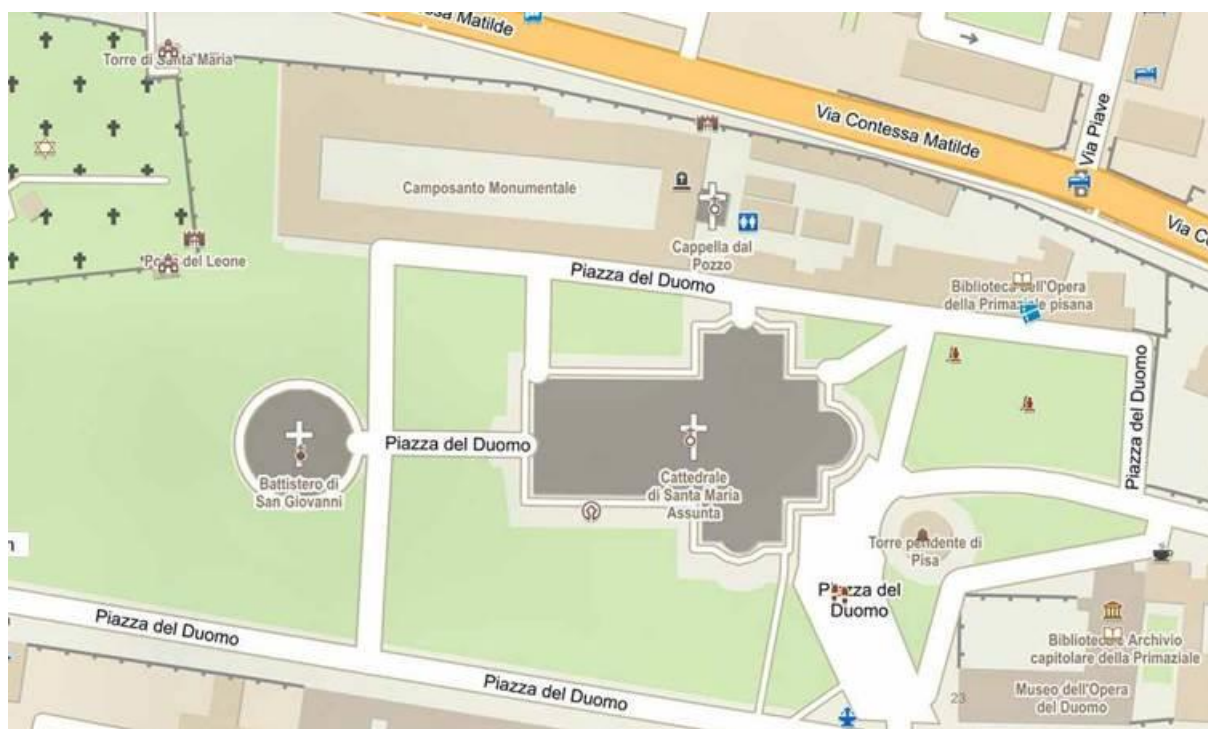 essa Matilde
Torre di Santa Maria
Via Contessa Matilde
Via Piave
Via Co
Camposanto Monumentale
Cappella dal
Pozzo
del Leone
Piazza del Duomo
Biblioteca dell'Opera
della Primaziale pisana
Piazza del Duomo
Piazza del Duomo
Battistero di
San Giovanni
Cattedrale
di Santa Maria
Assunta
Torre pendente di
Pisa
n
Piazza del
Duomo
Piazza del Duomo
Piazza del Duomo
Biblioteca e Archivio
capitolare della Primaziale
23
Museo dell'Opera
del Duomo